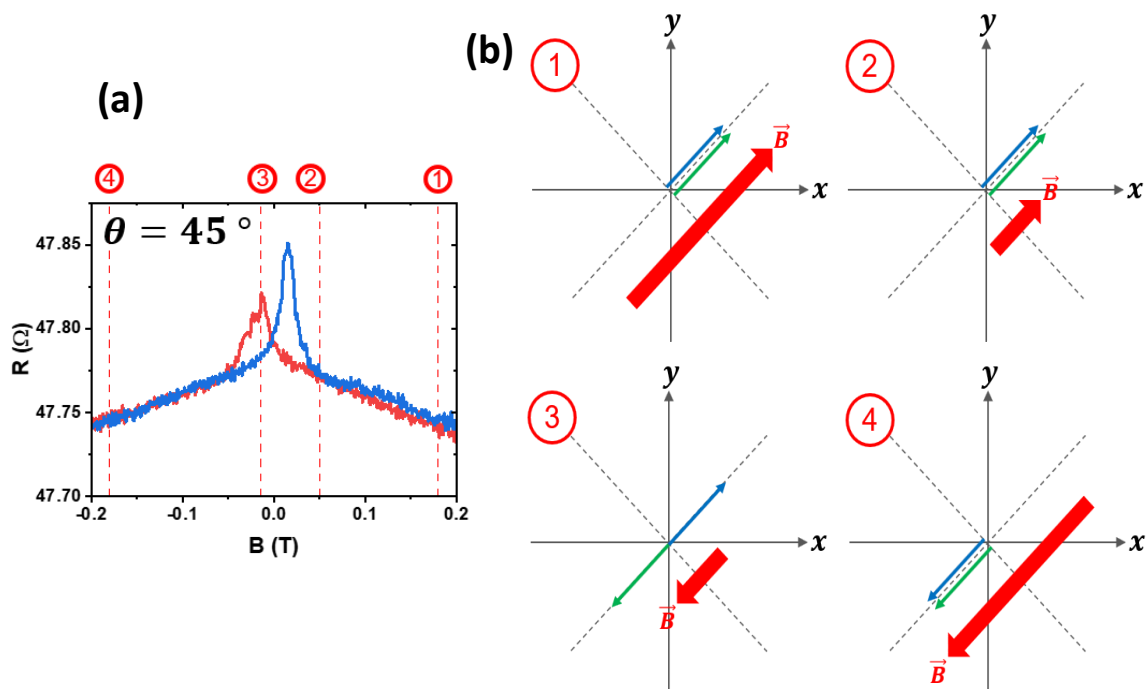 (a)
④ ③ ② ①
θ = 45 °
R (Ω)
47.85
47.80
47.75
47.70
-0.2 -0.1 0.0 0.1 0.2
B (T)
(b)
1
y
x
B⃗
2
y
x
B⃗
3
y
x
B⃗
4
y
x
B⃗